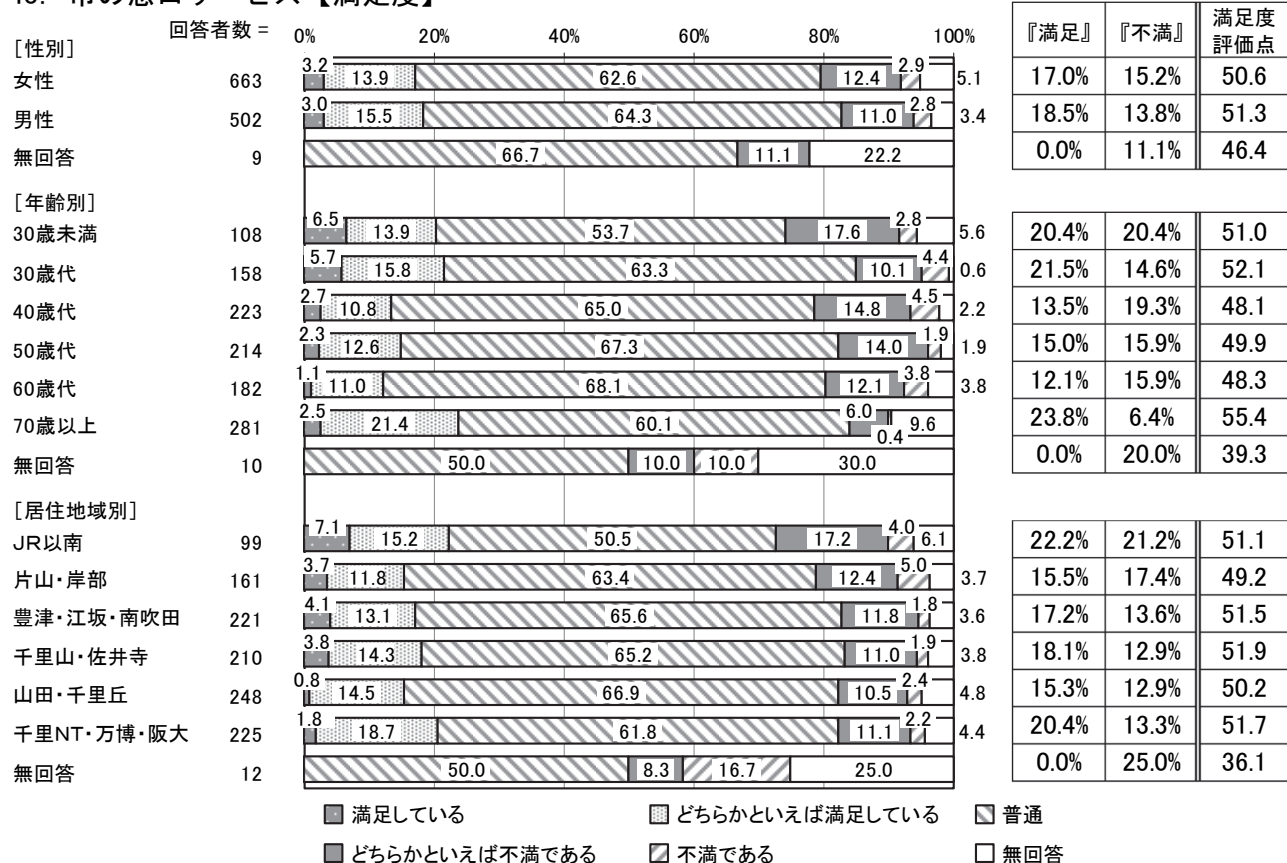 回答者数 = 0% 20% 40% 60% 80% 100% 『満足』 『不満』 満足度評価点
[性別]
女性 663 3.2 13.9 62.6 12.4 2.9 5.1 17.0% 15.2% 50.6
男性 502 3.0 15.5 64.3 11.0 2.8 3.4 18.5% 13.8% 51.3
無回答 9 66.7 11.1 22.2 0.0% 11.1% 46.4
[年齢別]
30歳未満 108 6.5 13.9 53.7 17.6 2.8 5.6 20.4% 20.4% 51.0
30歳代 158 5.7 15.8 63.3 10.1 4.4 0.6 21.5% 14.6% 52.1
40歳代 223 2.7 10.8 65.0 14.8 4.5 2.2 13.5% 19.3% 48.1
50歳代 214 2.3 12.6 67.3 14.0 1.9 1.9 15.0% 15.9% 49.9
60歳代 182 1.1 11.0 68.1 12.1 3.8 3.8 12.1% 15.9% 48.3
70歳以上 281 2.5 21.4 60.1 6.0 0.4 9.6 23.8% 6.4% 55.4
無回答 10 50.0 10.0 10.0 30.0 0.0% 20.0% 39.3
[居住地域別]
JR以南 99 7.1 15.2 50.5 17.2 4.0 6.1 22.2% 21.2% 51.1
片山・岸部 161 3.7 11.8 63.4 12.4 5.0 3.7 15.5% 17.4% 49.2
豊津・江坂・南吹田 221 4.1 13.1 65.6 11.8 1.8 3.6 17.2% 13.6% 51.5
千里山・佐井寺 210 3.8 14.3 65.2 11.0 1.9 3.8 18.1% 12.9% 51.9
山田・千里丘 248 0.8 14.5 66.9 10.5 2.4 4.8 15.3% 12.9% 50.2
千里NT・万博・阪大 225 1.8 18.7 61.8 11.1 2.2 4.4 20.4% 13.3% 51.7
無回答 12 50.0 8.3 16.7 25.0 0.0% 25.0% 36.1
満足している どちらかといえば満足している 普通
どちらかといえば不満である 不満である 無回答